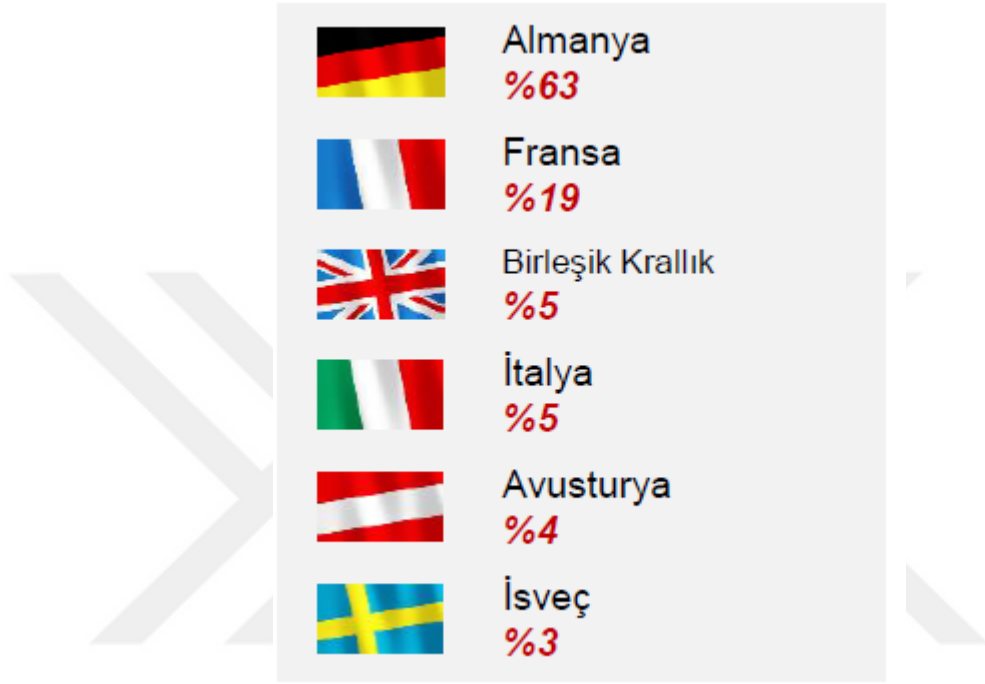 Almanya
%63
Fransa
%19
Birleşik Krallık
%5
İtalya
%5
Avusturya
%4
İsveç
%3